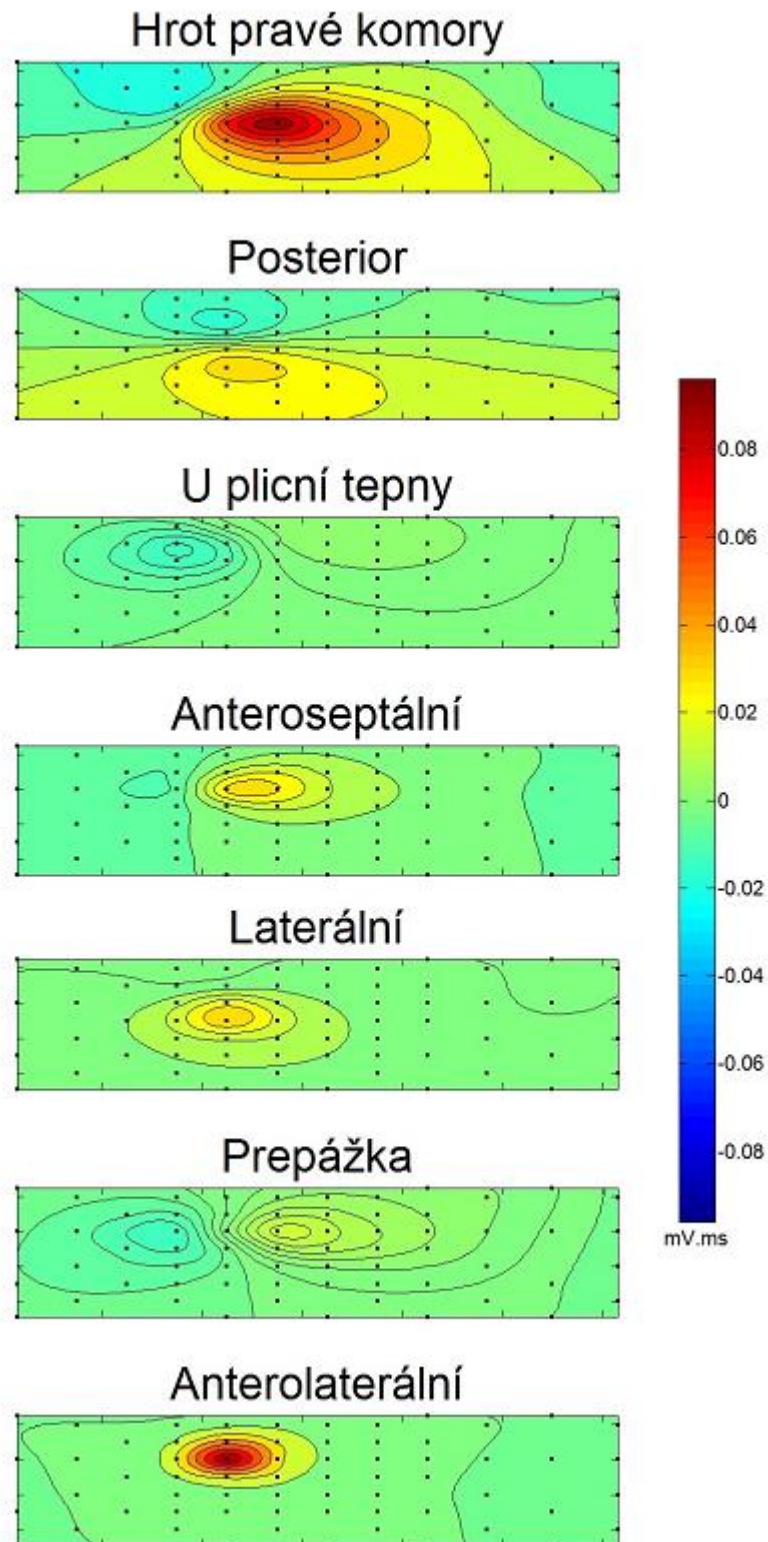 Hrot pravé komory
Posterior
U plicní tepny
Anteroseptální
Laterální
Prepážka
Anterolaterální
0.08
0.06
0.04
0.02
0
-0.02
-0.04
-0.06
-0.08
mV.ms